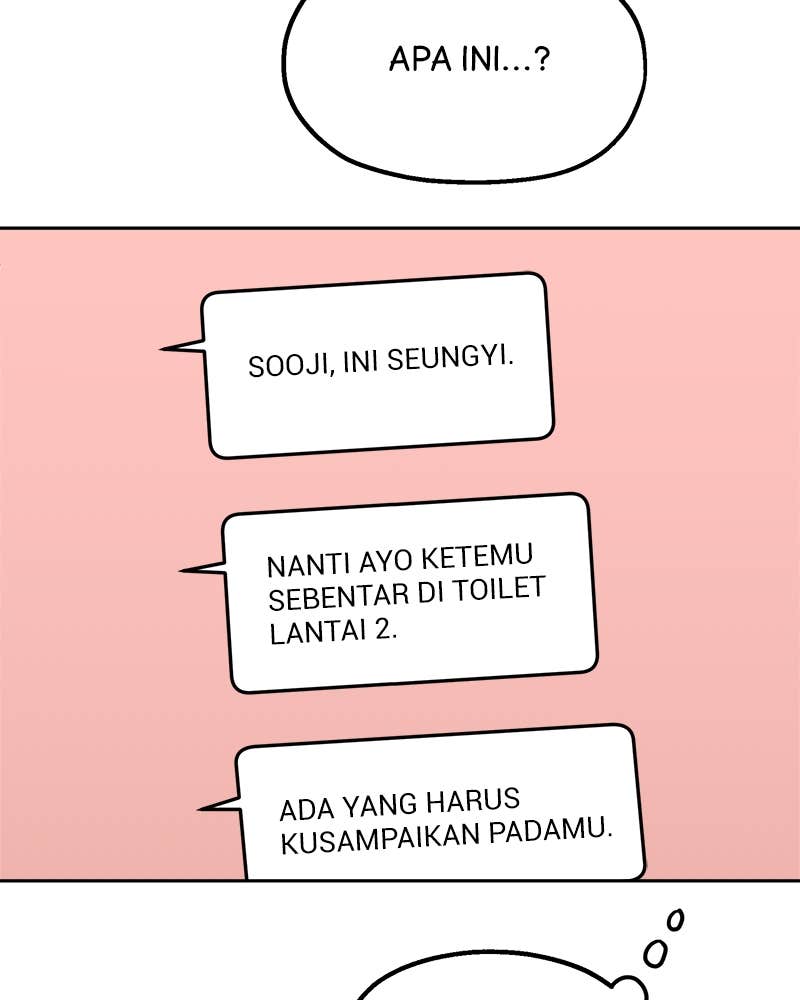 APA INI...?
SOOJI, INI SEUNGYI.
NANTI AYO KETEMU
SEBENTAR DI TOILET
LANTAI 2.
ADA YANG HARUS
KUSAMPAIKAN PADAMU.